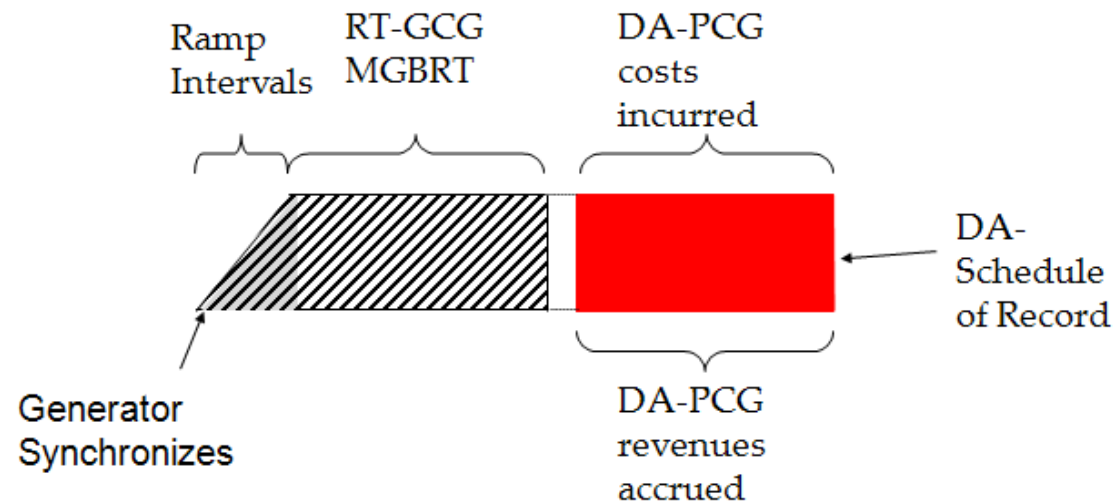 Ramp
Intervals
RT-GCG
MGBRT
DA-PCG
costs
incurred
DA-
Schedule
of Record
Generator
Synchronizes
DA-PCG
revenues
accrued